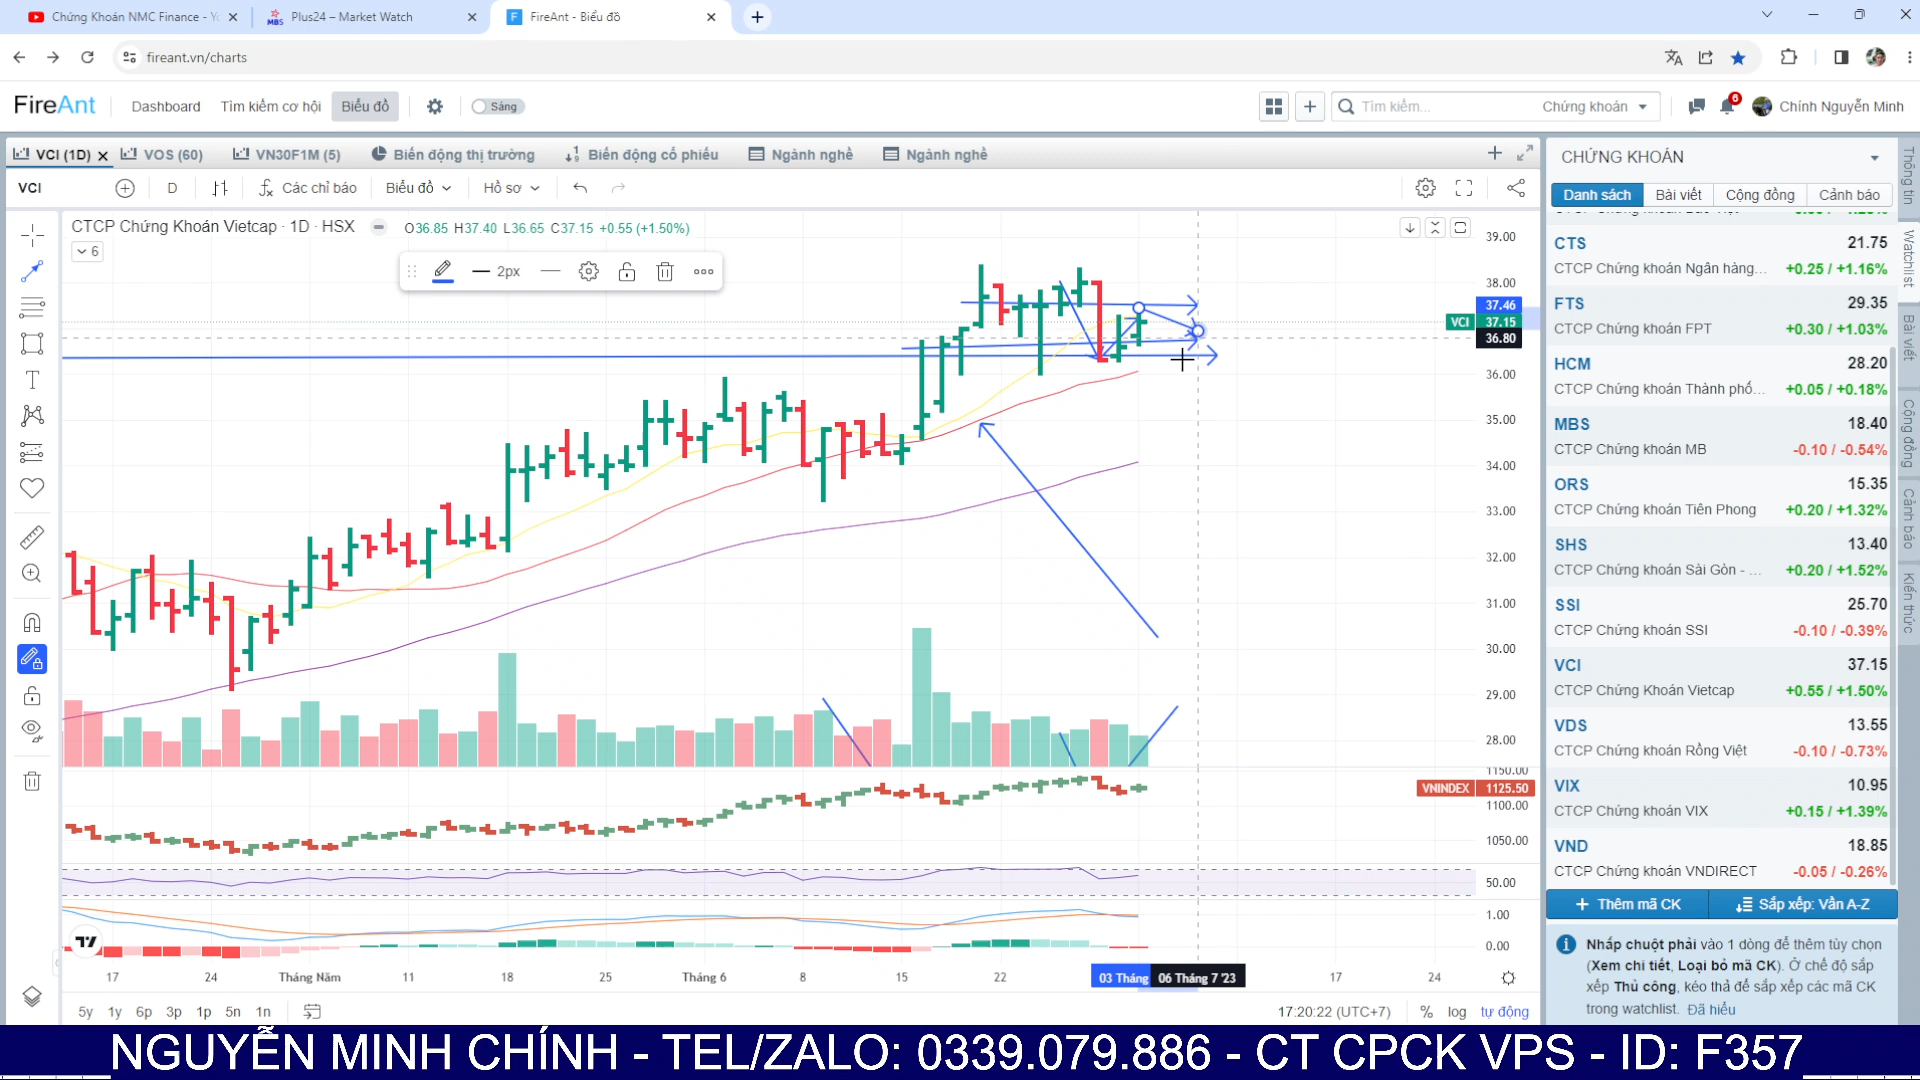 Chứng Khoán NMC Finance - Yo
MBS Plus24 – Market Watch
FireAnt - Biểu đồ
fireant.vn/charts
FireAnt
Dashboard
Tìm kiếm cơ hội
Biểu đồ
Sáng
Tìm kiếm...
Chứng khoán
6
Chính Nguyễn Minh
VCI (1D)
VOS (60)
VN30F1M (5)
Biến động thị trường
Biến động cổ phiếu
Ngành nghề
Ngành nghề
VCI
D
Các chỉ báo
Biểu đồ
Hồ sơ
CTCP Chứng Khoán Vietcap · 1D · HSX
O36.85 H37.40 L36.65 C37.15 +0.55 (+1.50%)
6
2px
39.00
38.00
37.46
VCI 37.15
36.80
36.00
35.00
34.00
33.00
32.00
31.00
30.00
29.00
28.00
1150.00
VNINDEX 1125.50
1100.00
1050.00
50.00
1.00
0.00
17
24
Tháng Năm
11
18
25
Tháng 6
8
15
22
03 Tháng
06 Tháng 7 '23
17
24
5y 1y 6p 3p 1p 5n 1n
17:20:22 (UTC+7)
% log tự động
CHỨNG KHOÁN
Danh sách
Bài viết
Cộng đồng
Cảnh báo
CTS 21.75
CTCP Chứng khoán Ngân hàng... +0.25 / +1.16%
FTS 29.35
CTCP Chứng khoán FPT +0.30 / +1.03%
HCM 28.20
CTCP Chứng khoán Thành phố... +0.05 / +0.18%
MBS 18.40
CTCP Chứng khoán MB -0.10 / -0.54%
ORS 15.35
CTCP Chứng khoán Tiên Phong +0.20 / +1.32%
SHS 13.40
CTCP Chứng khoán Sài Gòn - ... +0.20 / +1.52%
SSI 25.70
CTCP Chứng khoán SSI -0.10 / -0.39%
VCI 37.15
CTCP Chứng Khoán Vietcap +0.55 / +1.50%
VDS 13.55
CTCP Chứng khoán Rồng Việt -0.10 / -0.73%
VIX 10.95
CTCP Chứng khoán VIX +0.15 / +1.39%
VND 18.85
CTCP Chứng khoán VNDIRECT -0.05 / -0.26%
+ Thêm mã CK
Sắp xếp: Vần A-Z
Nhấp chuột phải vào 1 dòng để thêm tùy chọn
(Xem chi tiết, Loại bỏ mã CK). Ở chế độ sắp
xếp Thủ công, kéo thả để sắp xếp các mã CK
trong watchlist. Đã hiểu
Thông tin
Watchlist
Bài viết
Cộng đồng
Cảnh báo
Kiến thức
NGUYỄN MINH CHÍNH - TEL/ZALO: 0339.079.886 - CT CPCK VPS - ID: F357